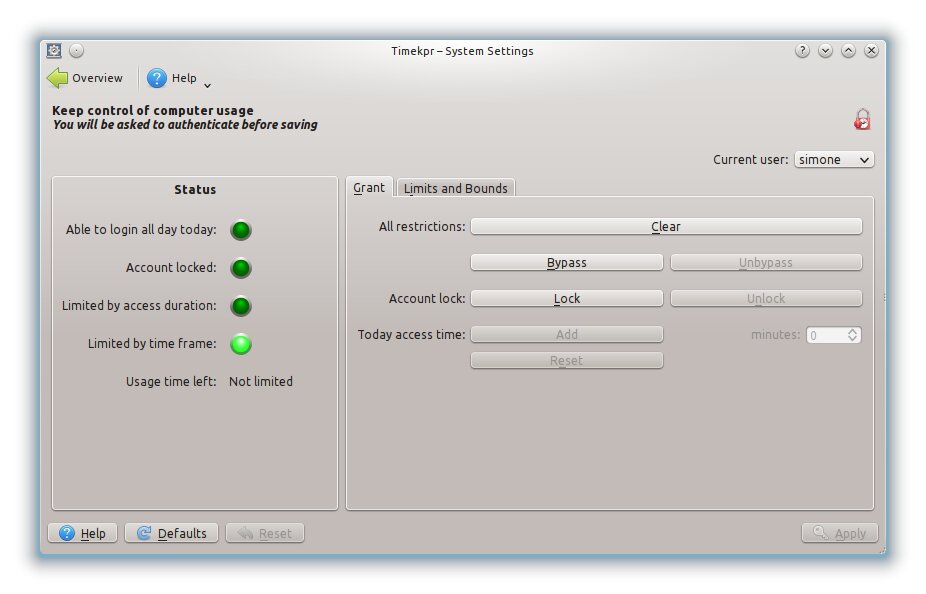 Timekpr – System Settings
Overview
Help
Keep control of computer usage
You will be asked to authenticate before saving
Current user: simone
Status
Able to login all day today:
Account locked:
Limited by access duration:
Limited by time frame:
Usage time left: Not limited
Grant Limits and Bounds
All restrictions: Clear
Bypass Unbypass
Account lock: Lock Unlock
Today access time: Add minutes: 0
Reset
Help Defaults Reset Apply